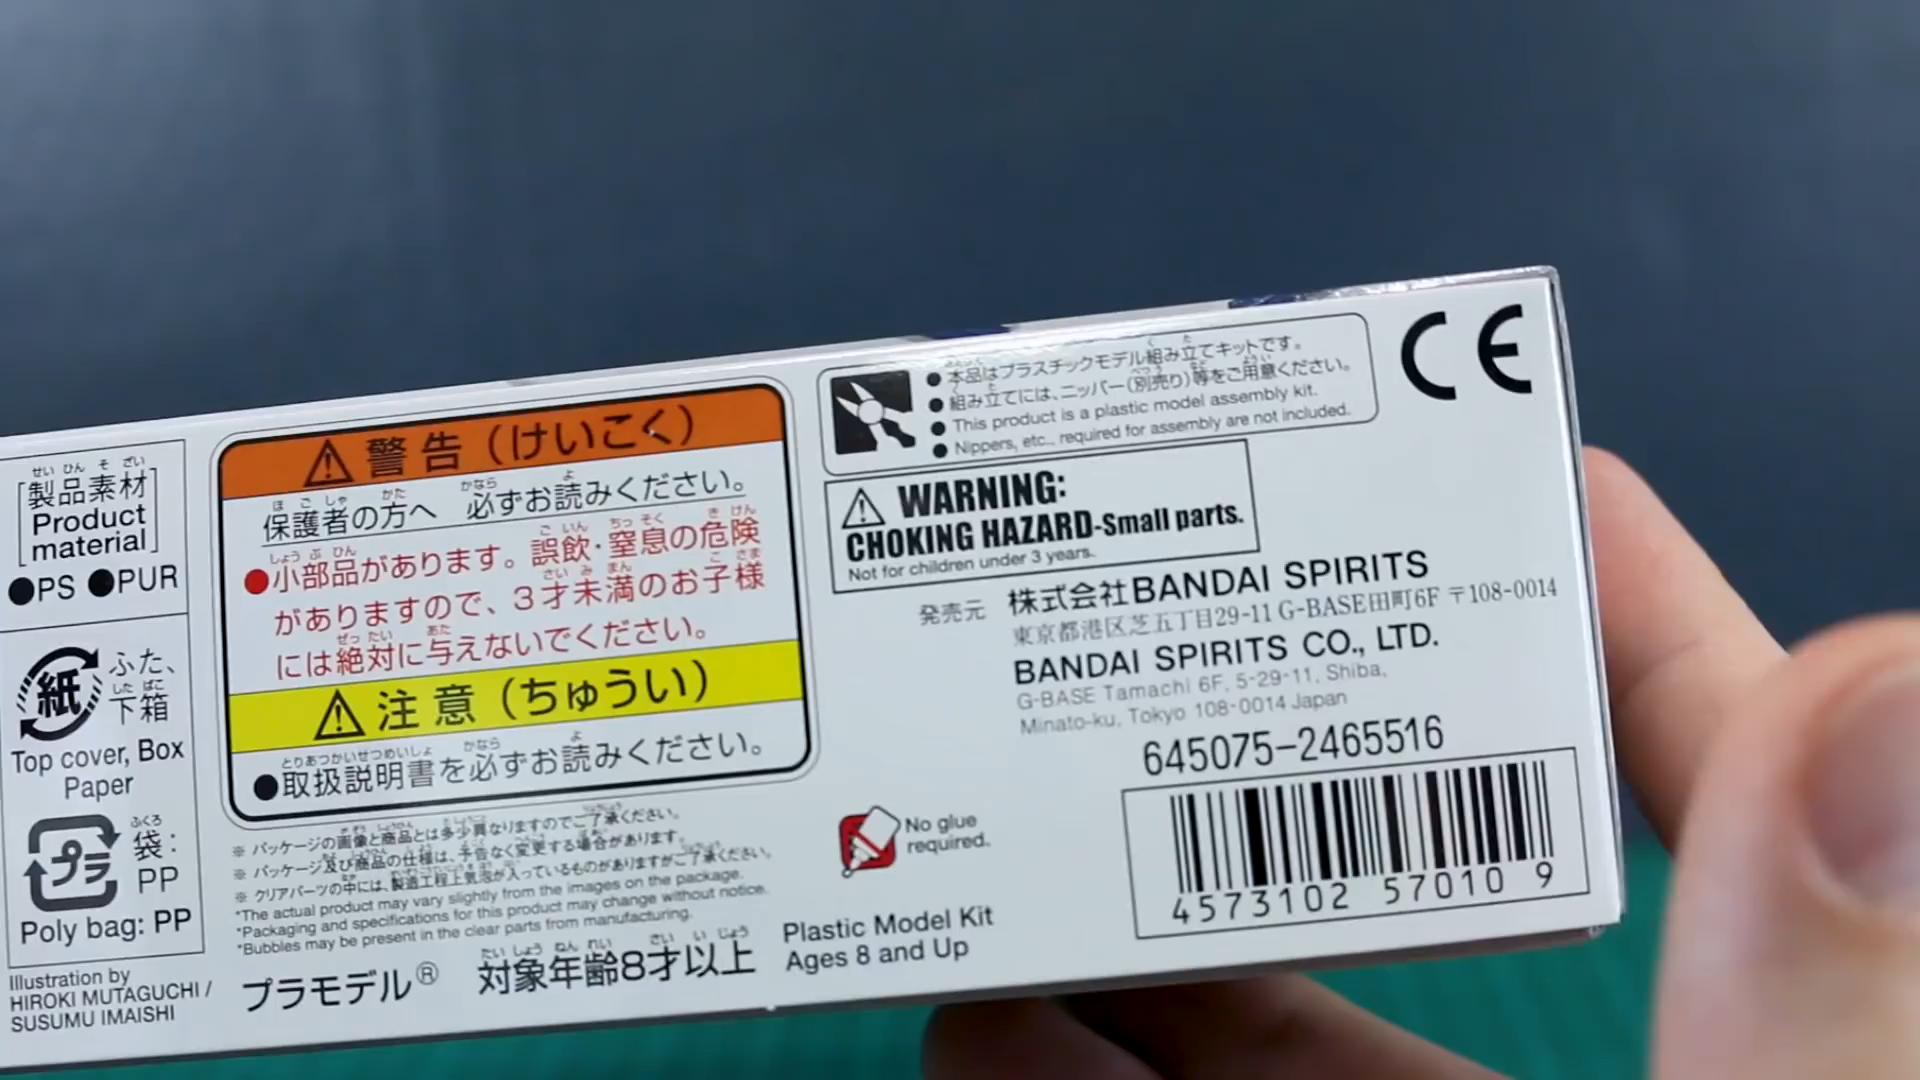 [製品素材]
Product
material
●PS ●PUR
紙
ふた、
下箱
Top cover, Box
Paper
プラ
袋:
PP
Poly bag: PP
Illustration by
HIROKI MUTAGUCHI /
SUSUMU IMAISHI
警告(けいこく)
保護者の方へ 必ずお読みください。
●小部品があります。誤飲・窒息の危険
がありますので、3才未満のお子様
には絶対に与えないでください。
注意(ちゅうい)
●取扱説明書を必ずお読みください。
※ パッケージの画像と商品とは多少異なりますのでご了承ください。
※ パッケージ及び商品の仕様は、予告なく変更する場合があります。
※ クリアパーツの中には、製造工程上気泡が入っているものがありますがご了承ください。
*The actual product may vary slightly from the images on the package.
*Packaging and specifications for this product may change without notice.
*Bubbles may be present in the clear parts from manufacturing.
プラモデル® 対象年齢8才以上
Plastic Model Kit
Ages 8 and Up
● 本品はプラスチックモデル組み立てキットです。
● 組み立てには、ニッパー(別売り)等をご用意ください。
● This product is a plastic model assembly kit.
● Nippers, etc., required for assembly are not included.
CE
WARNING:
CHOKING HAZARD-Small parts.
Not for children under 3 years.
発売元 株式会社BANDAI SPIRITS
東京都港区芝五丁目29-11 G-BASE田町6F 〒108-0014
BANDAI SPIRITS CO., LTD.
G-BASE Tamachi 6F, 5-29-11, Shiba,
Minato-ku, Tokyo 108-0014 Japan
645075-2465516
No glue
required.
4573102 57010 9